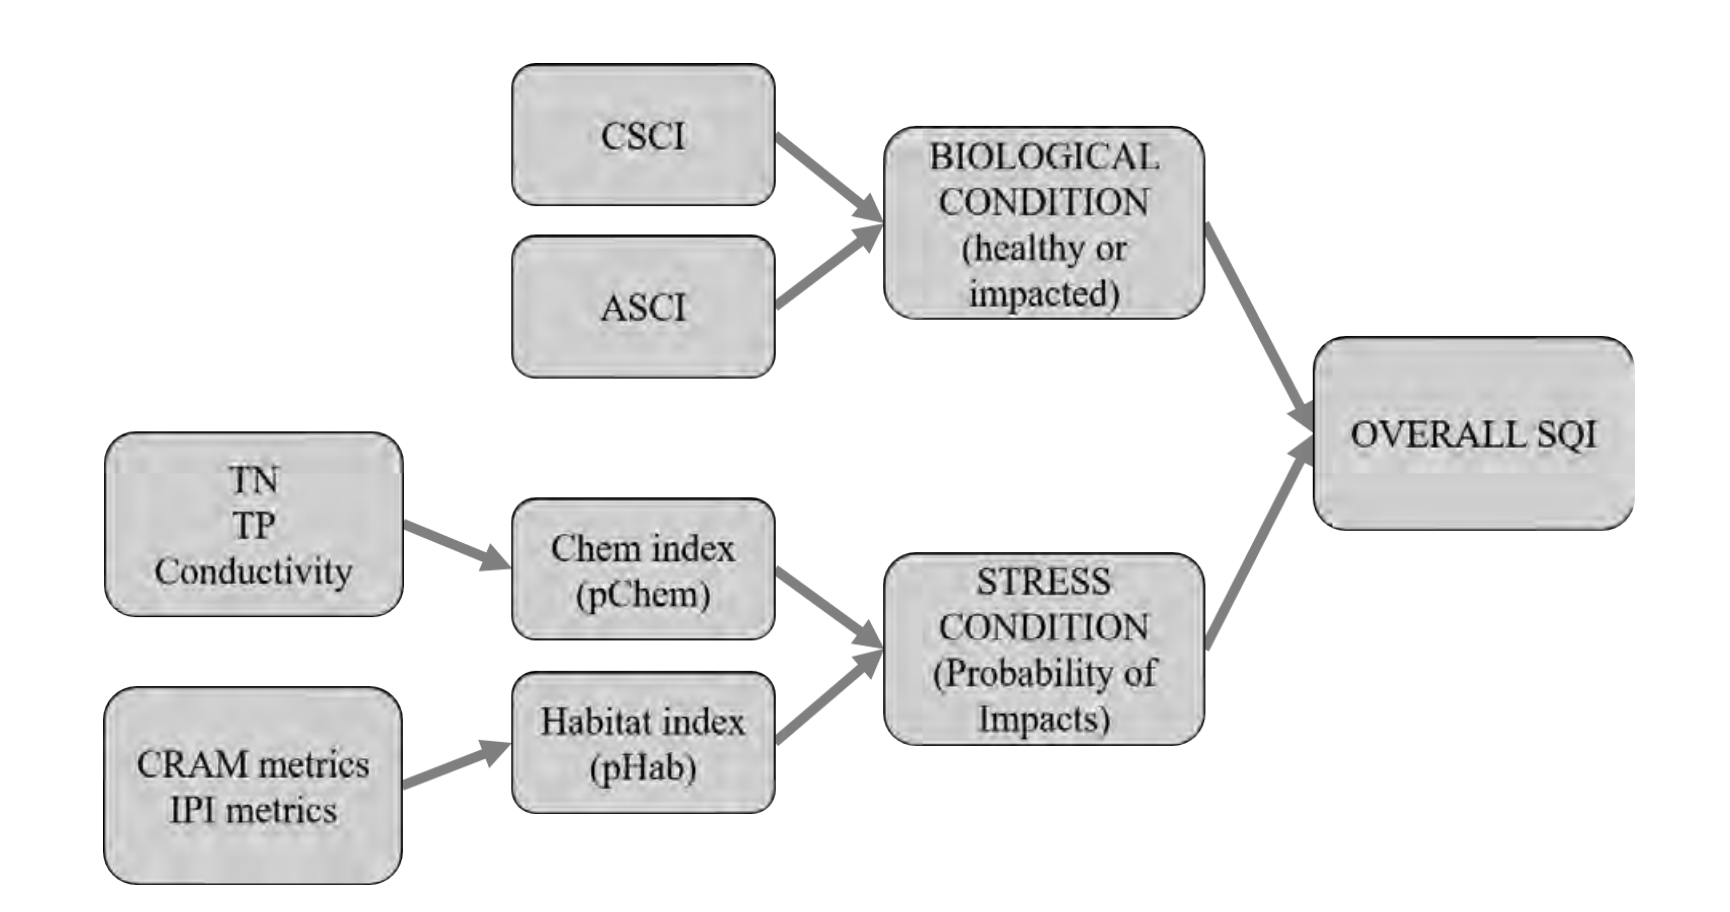 CSCI
ASCI
BIOLOGICAL
CONDITION
(healthy or
impacted)
OVERALL SQI
TN
TP
Conductivity
Chem index
(pChem)
CRAM metrics
IPI metrics
Habitat index
(pHab)
STRESS
CONDITION
(Probability of
Impacts)